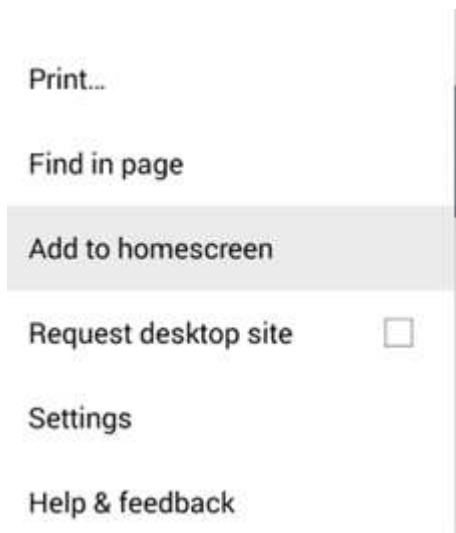 Print...
Find in page
Add to homescreen
Request desktop site
Settings
Help & feedback